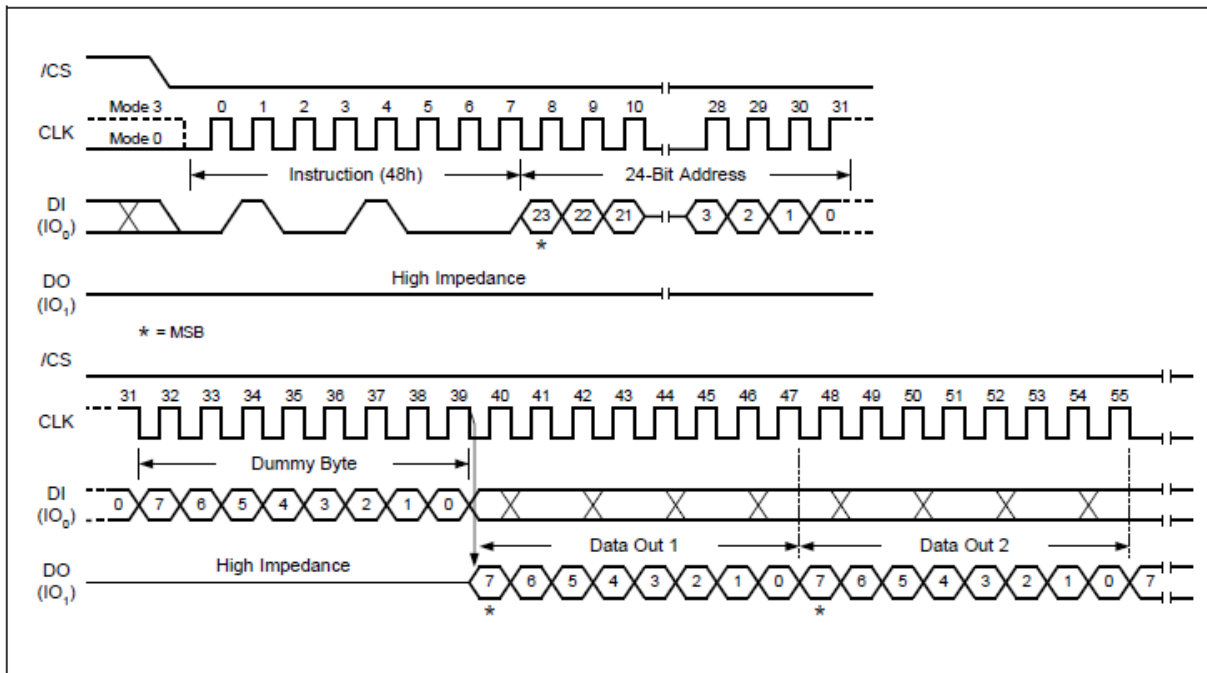 /CS
Mode 3 0 1 2 3 4 5 6 7 8 9 10 28 29 30 31
CLK
Mode 0
Instruction (48h) 24-Bit Address
DI
(IO0) 23 22 21 3 2 1 0
*
DO High Impedance
(IO1)
* = MSB
/CS
31 32 33 34 35 36 37 38 39 40 41 42 43 44 45 46 47 48 49 50 51 52 53 54 55
CLK
Dummy Byte
DI
(IO0) 0 7 6 5 4 3 2 1 0
Data Out 1 Data Out 2
DO High Impedance
(IO1) 7 6 5 4 3 2 1 0 7 6 5 4 3 2 1 0 7
* *